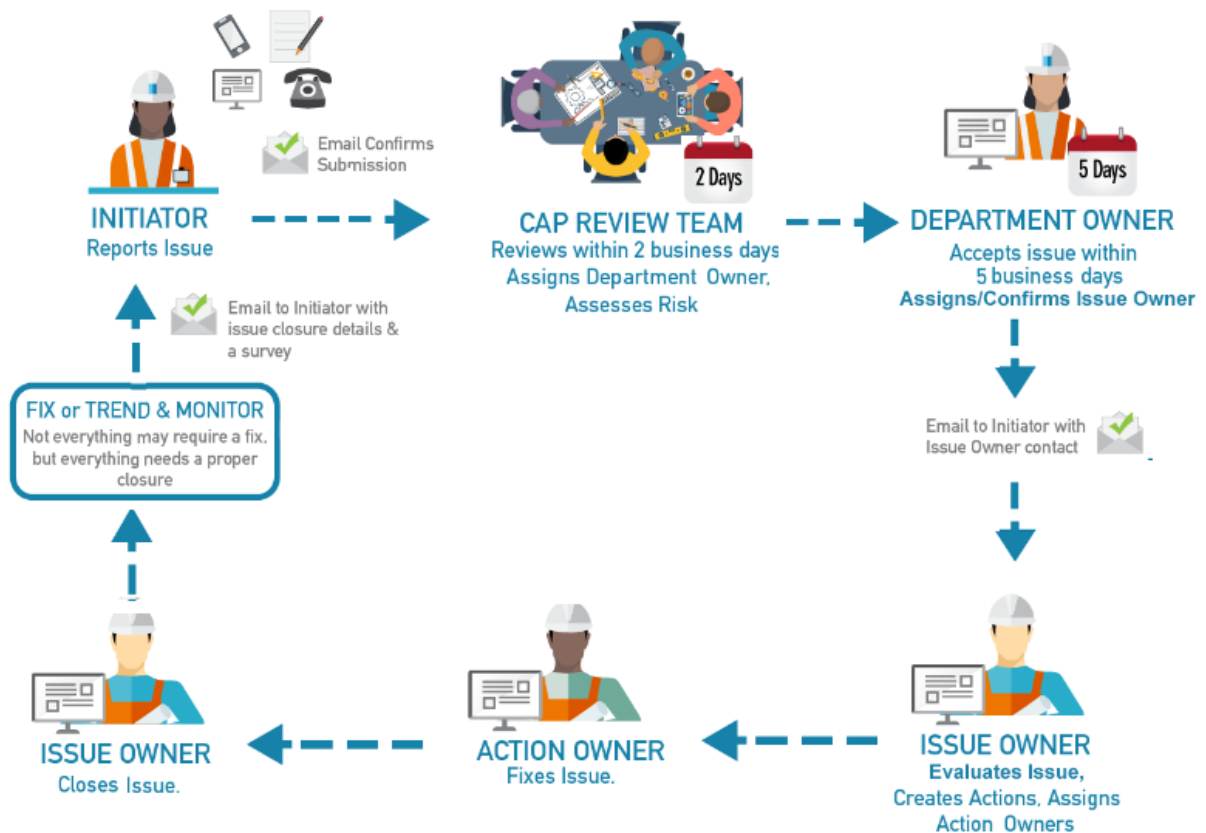 Email Confirms
Submission
2 Days
5 Days
INITIATOR
Reports Issue
CAP REVIEW TEAM
Reviews within 2 business days
Assigns Department Owner,
Assesses Risk
DEPARTMENT OWNER
Accepts issue within
5 business days
Assigns/Confirms Issue Owner
Email to Initiator with
issue closure details &
a survey
FIX or TREND & MONITOR
Not everything may require a fix,
but everything needs a proper
closure
Email to Initiator with
Issue Owner contact
ISSUE OWNER
Closes Issue.
ACTION OWNER
Fixes Issue.
ISSUE OWNER
Evaluates Issue,
Creates Actions, Assigns
Action Owners